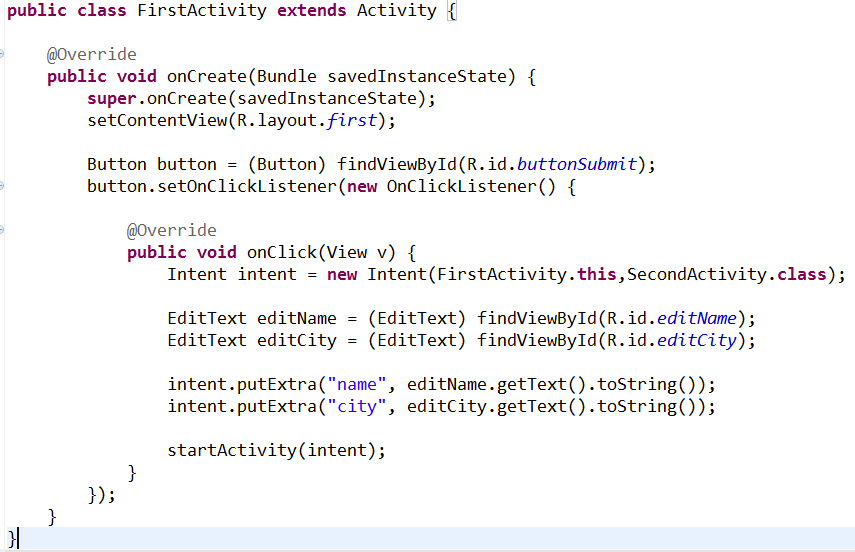 public class FirstActivity extends Activity {
@Override
public void onCreate(Bundle savedInstanceState) {
super.onCreate(savedInstanceState);
setContentView(R.layout.first);
Button button = (Button) findViewById(R.id.buttonSubmit);
button.setOnClickListener(new OnClickListener() {
@Override
public void onClick(View v) {
Intent intent = new Intent(FirstActivity.this,SecondActivity.class);
EditText editName = (EditText) findViewById(R.id.editName);
EditText editCity = (EditText) findViewById(R.id.editCity);
intent.putExtra("name", editName.getText().toString());
intent.putExtra("city", editCity.getText().toString());
startActivity(intent);
}
});
}
}